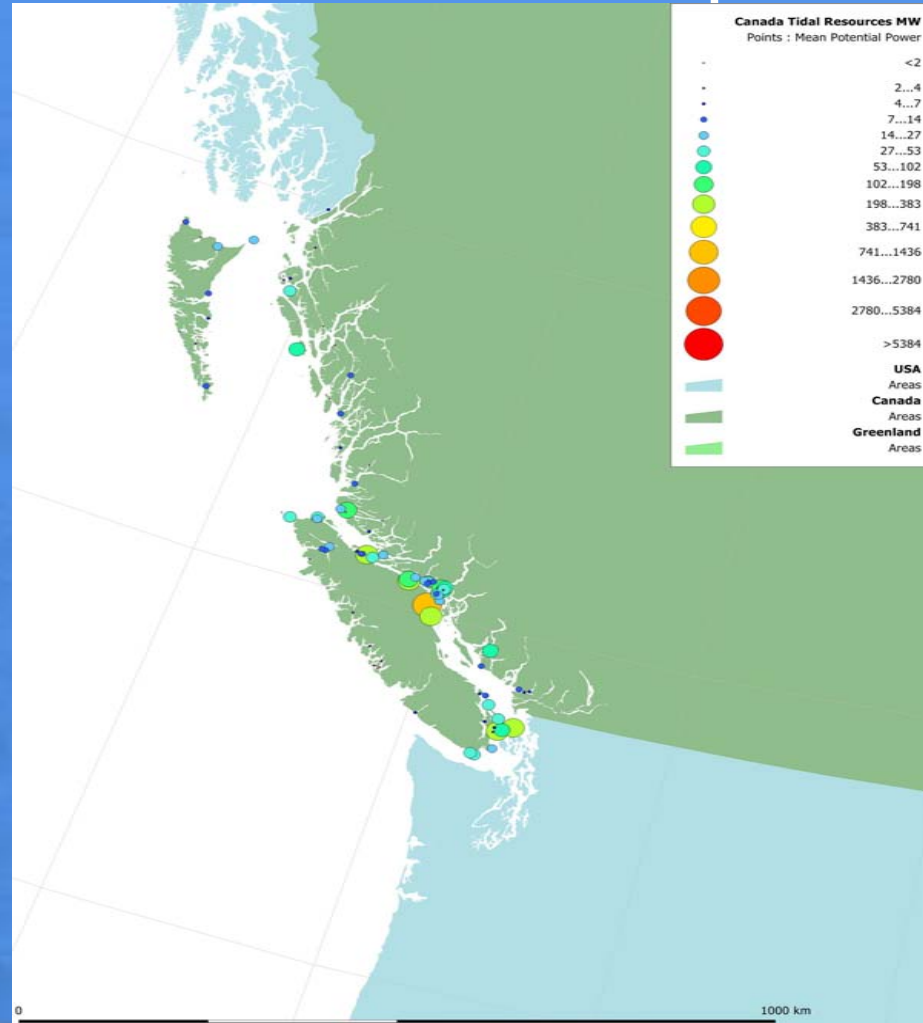 Canada Tidal Resources MW
Points : Mean Potential Power
<2
2...4
4...7
7...14
14...27
27...53
53...102
102...198
198...383
383...741
741...1436
1436...2780
2780...5384
>5384
USA
Areas
Canada
Areas
Greenland
Areas
0 1000 km